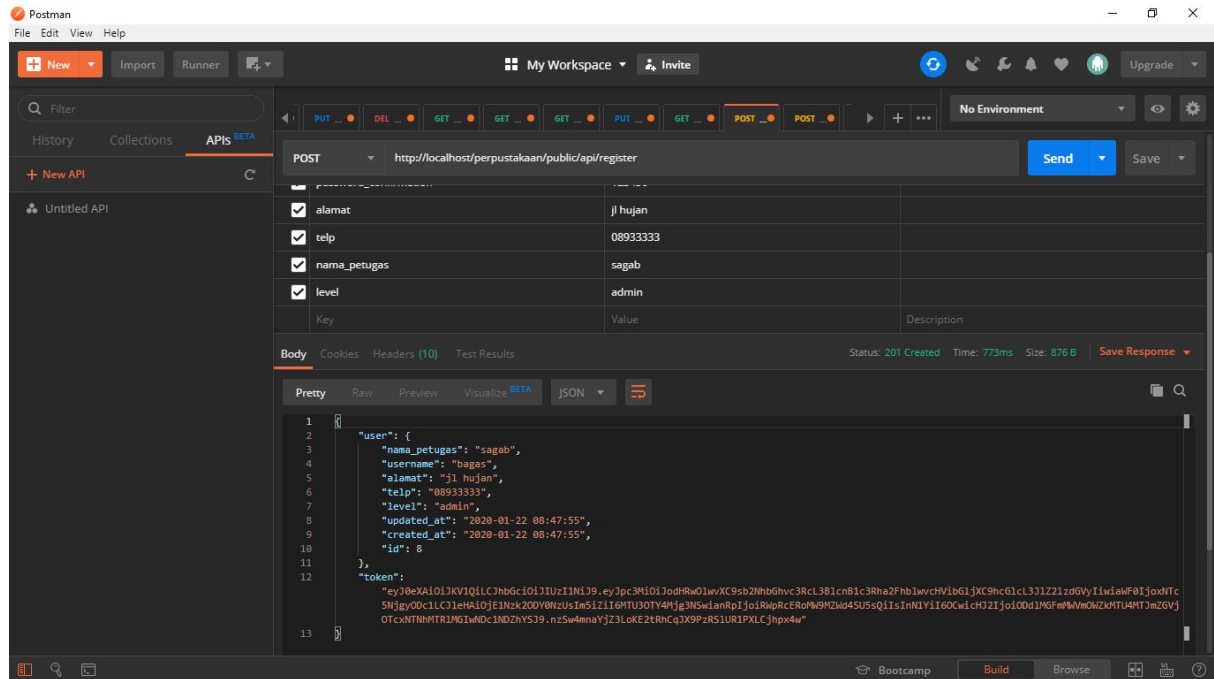 Postman
File Edit View Help
New Import Runner My Workspace Invite Upgrade
Filter
History Collections APIs BETA
+ New API
Untitled API
PUT ... DEL ... GET ... GET ... GET ... PUT ... GET ... POST ... POST ... No Environment
POST http://localhost/perpustakaan/public/api/register Send Save
alamat jl hujan
telp 08933333
nama_petugas sagab
level admin
Key Value Description
Body Cookies Headers (10) Test Results Status: 201 Created Time: 773ms Size: 876 B Save Response
Pretty Raw Preview Visualize BETA JSON
1 {
2 "user": {
3 "nama_petugas": "sagab",
4 "username": "bagas",
5 "alamat": "jl hujan",
6 "telp": "08933333",
7 "level": "admin",
8 "updated_at": "2020-01-22 08:47:55",
9 "created_at": "2020-01-22 08:47:55",
10 "id": 8
11 },
12 "token":
13 }
Bootcamp Build Browse